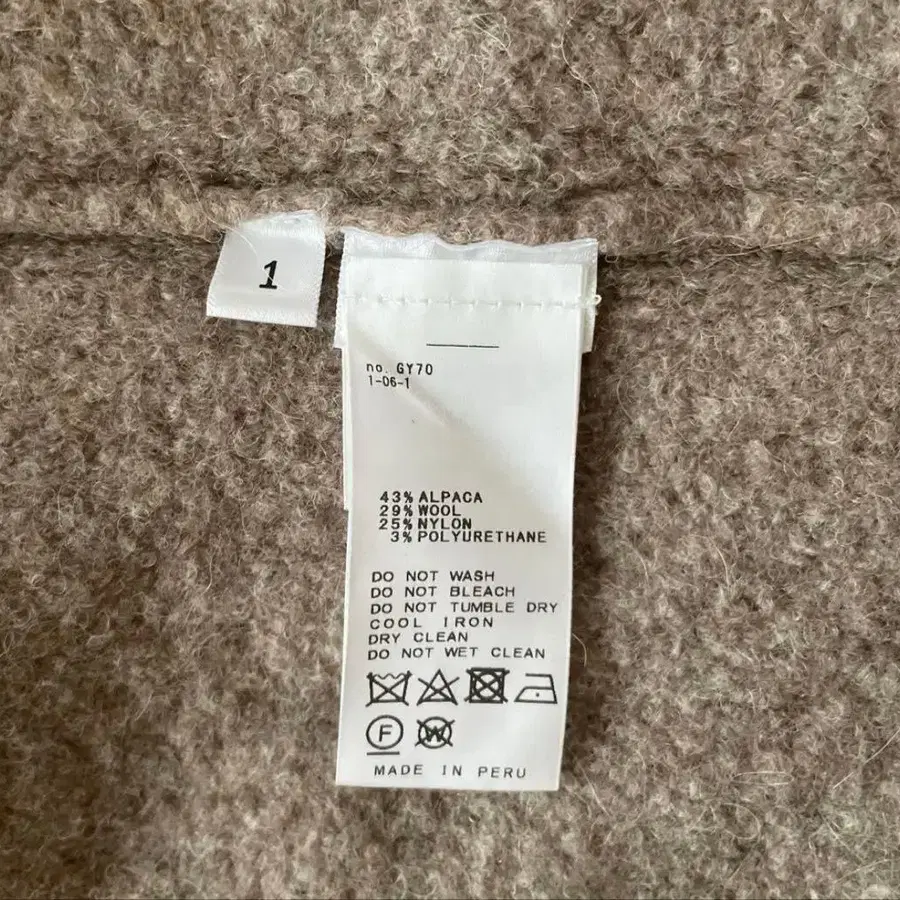 1
no. GY70
1-06-1
43% ALPACA
29% WOOL
25% NYLON
3% POLYURETHANE
DO NOT WASH
DO NOT BLEACH
DO NOT TUMBLE DRY
COOL IRON
DRY CLEAN
DO NOT WET CLEAN
F W
MADE IN PERU